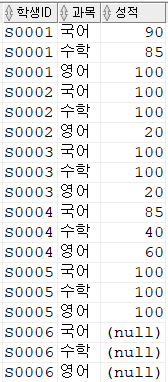 학생ID 과목 성적
S0001 국어 90
S0001 수학 85
S0001 영어 100
S0002 국어 100
S0002 수학 100
S0002 영어 20
S0003 국어 100
S0003 수학 100
S0003 영어 20
S0004 국어 85
S0004 수학 40
S0004 영어 60
S0005 국어 100
S0005 수학 100
S0005 영어 100
S0006 국어 (null)
S0006 수학 (null)
S0006 영어 (null)